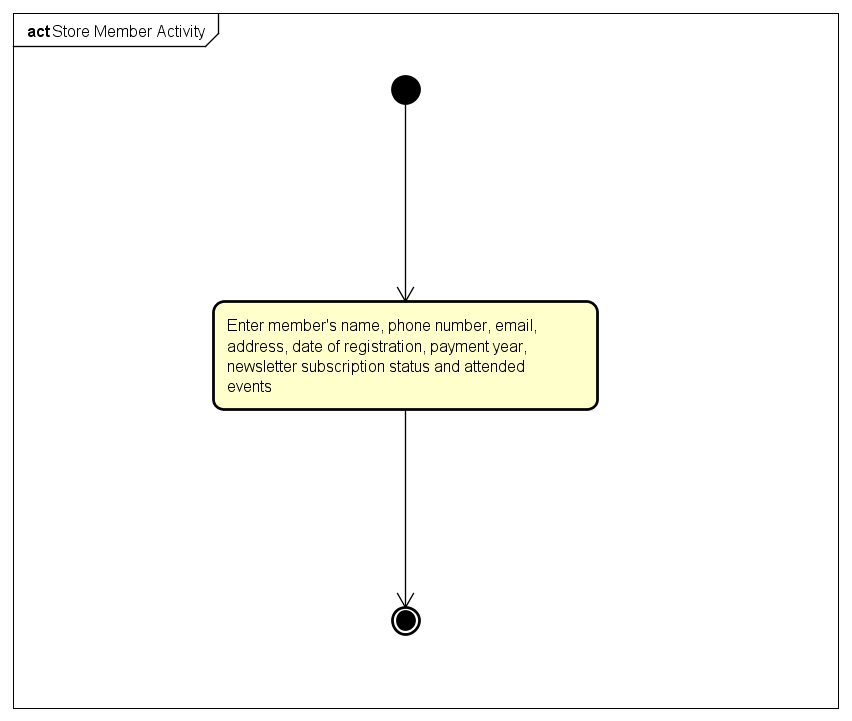 act Store Member Activity
Enter member's name, phone number, email,
address, date of registration, payment year,
newsletter subscription status and attended
events